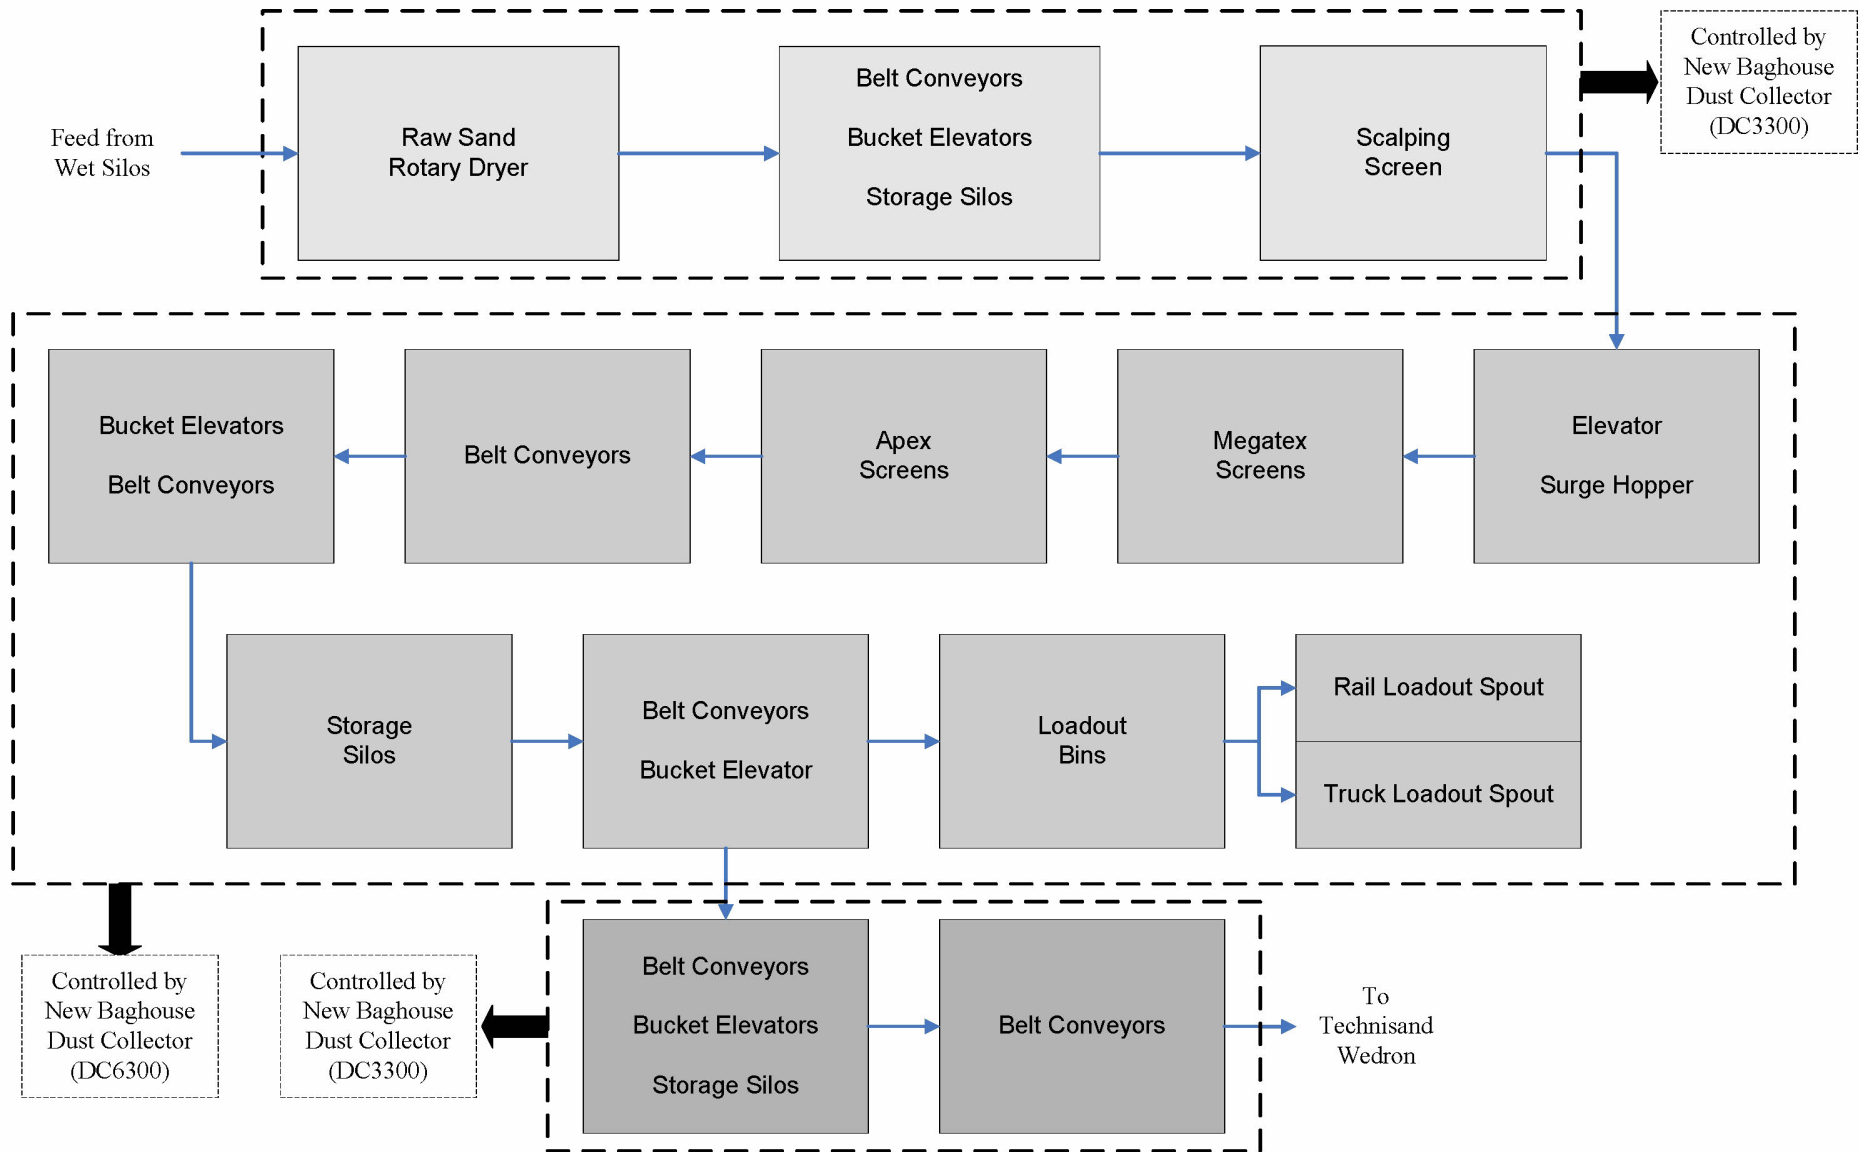 Feed from
Wet Silos
Raw Sand
Rotary Dryer
Belt Conveyors
Bucket Elevators
Storage Silos
Scalping
Screen
Controlled by
New Baghouse
Dust Collector
(DC3300)
Bucket Elevators
Belt Conveyors
Belt Conveyors
Apex
Screens
Megatex
Screens
Elevator
Surge Hopper
Storage
Silos
Belt Conveyors
Bucket Elevator
Loadout
Bins
Rail Loadout Spout
Truck Loadout Spout
Controlled by
New Baghouse
Dust Collector
(DC6300)
Controlled by
New Baghouse
Dust Collector
(DC3300)
Belt Conveyors
Bucket Elevators
Storage Silos
Belt Conveyors
To
Technisand
Wedron